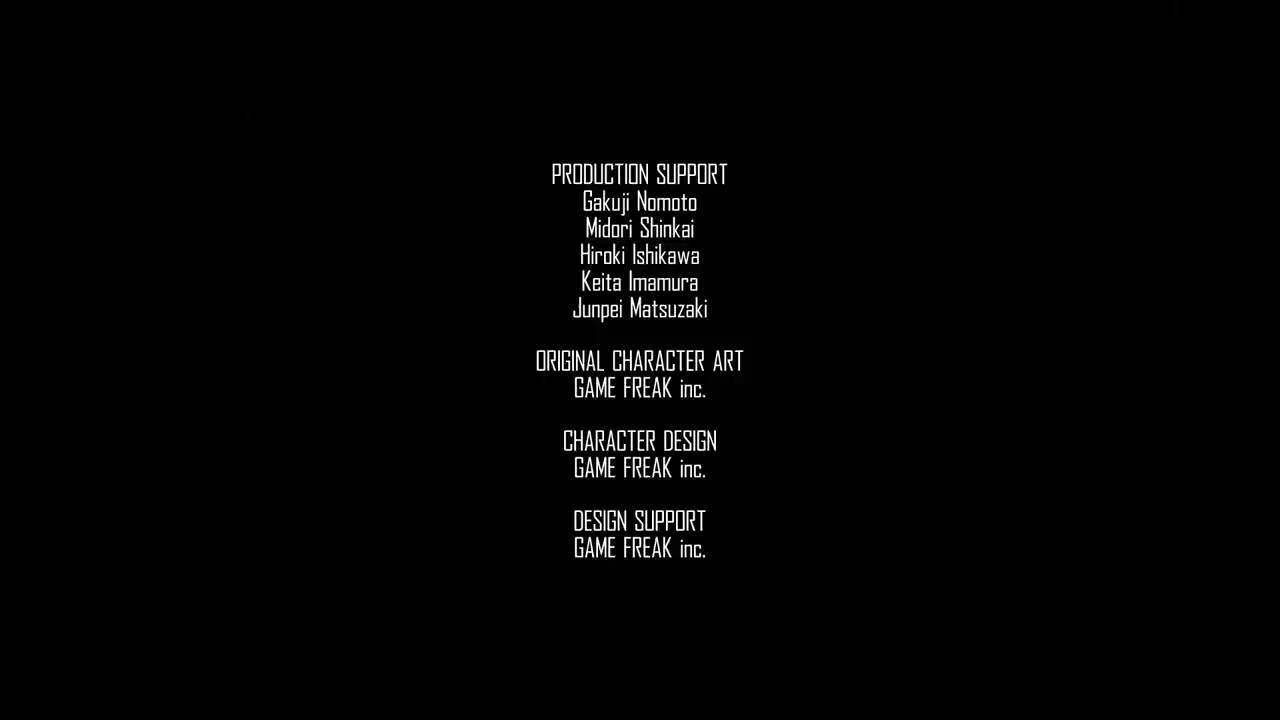 PRODUCTION SUPPORT
Gakuji Nomoto
Midori Shinkai
Hiroki Ishikawa
Keita Imamura
Junpei Matsuzaki
ORIGINAL CHARACTER ART
GAME FREAK inc.
CHARACTER DESIGN
GAME FREAK inc.
DESIGN SUPPORT
GAME FREAK inc.